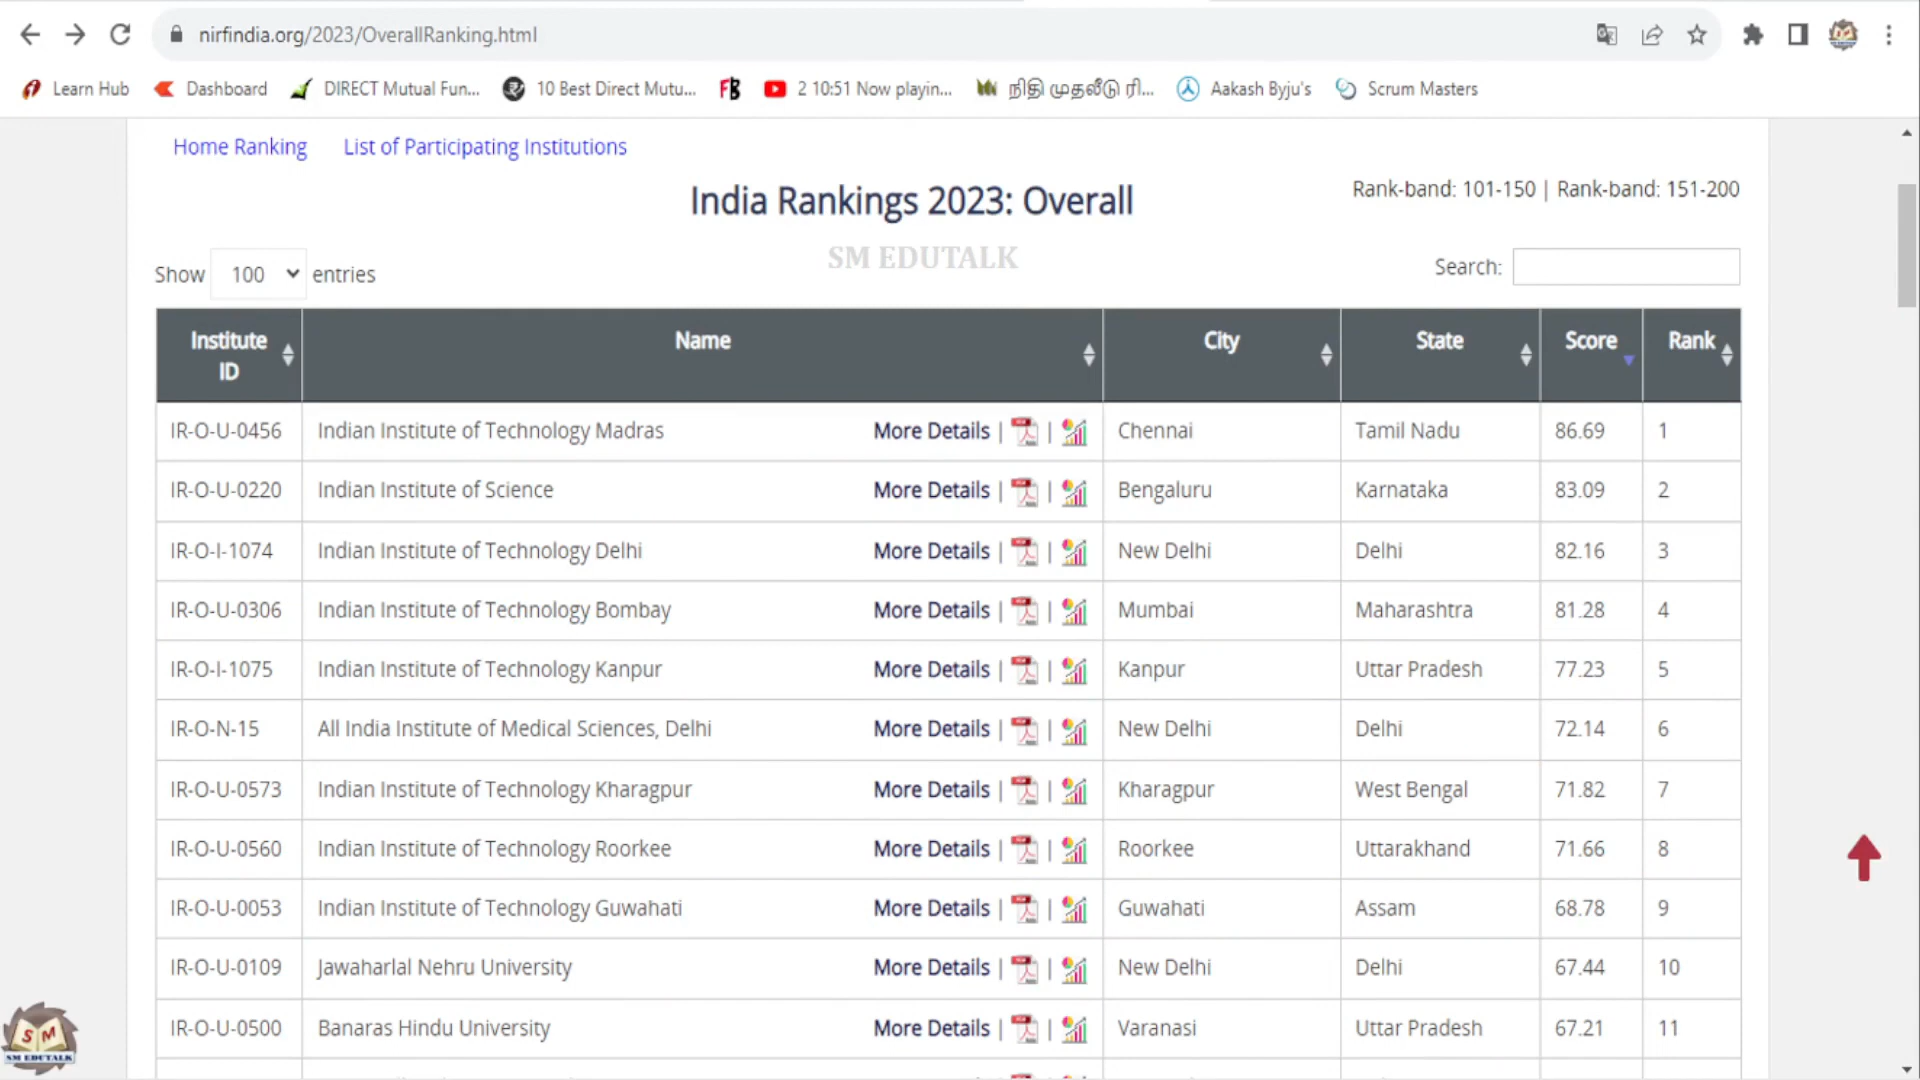 nirfindia.org/2023/OverallRanking.html
Learn Hub Dashboard DIRECT Mutual Fun... 10 Best Direct Mutu... FB 2 10:51 Now playin... நிதி முதலீடு ரி... Aakash Byju's Scrum Masters
Home Ranking List of Participating Institutions
Rank-band: 101-150 | Rank-band: 151-200
India Rankings 2023: Overall
SM EDUTALK
Show 100 entries Search:
Institute ID Name City State Score Rank
IR-O-U-0456 Indian Institute of Technology Madras More Details | | Chennai Tamil Nadu 86.69 1
IR-O-U-0220 Indian Institute of Science More Details | | Bengaluru Karnataka 83.09 2
IR-O-I-1074 Indian Institute of Technology Delhi More Details | | New Delhi Delhi 82.16 3
IR-O-U-0306 Indian Institute of Technology Bombay More Details | | Mumbai Maharashtra 81.28 4
IR-O-I-1075 Indian Institute of Technology Kanpur More Details | | Kanpur Uttar Pradesh 77.23 5
IR-O-N-15 All India Institute of Medical Sciences, Delhi More Details | | New Delhi Delhi 72.14 6
IR-O-U-0573 Indian Institute of Technology Kharagpur More Details | | Kharagpur West Bengal 71.82 7
IR-O-U-0560 Indian Institute of Technology Roorkee More Details | | Roorkee Uttarakhand 71.66 8
IR-O-U-0053 Indian Institute of Technology Guwahati More Details | | Guwahati Assam 68.78 9
IR-O-U-0109 Jawaharlal Nehru University More Details | | New Delhi Delhi 67.44 10
IR-O-U-0500 Banaras Hindu University More Details | | Varanasi Uttar Pradesh 67.21 11
SM
SM EDUTALK